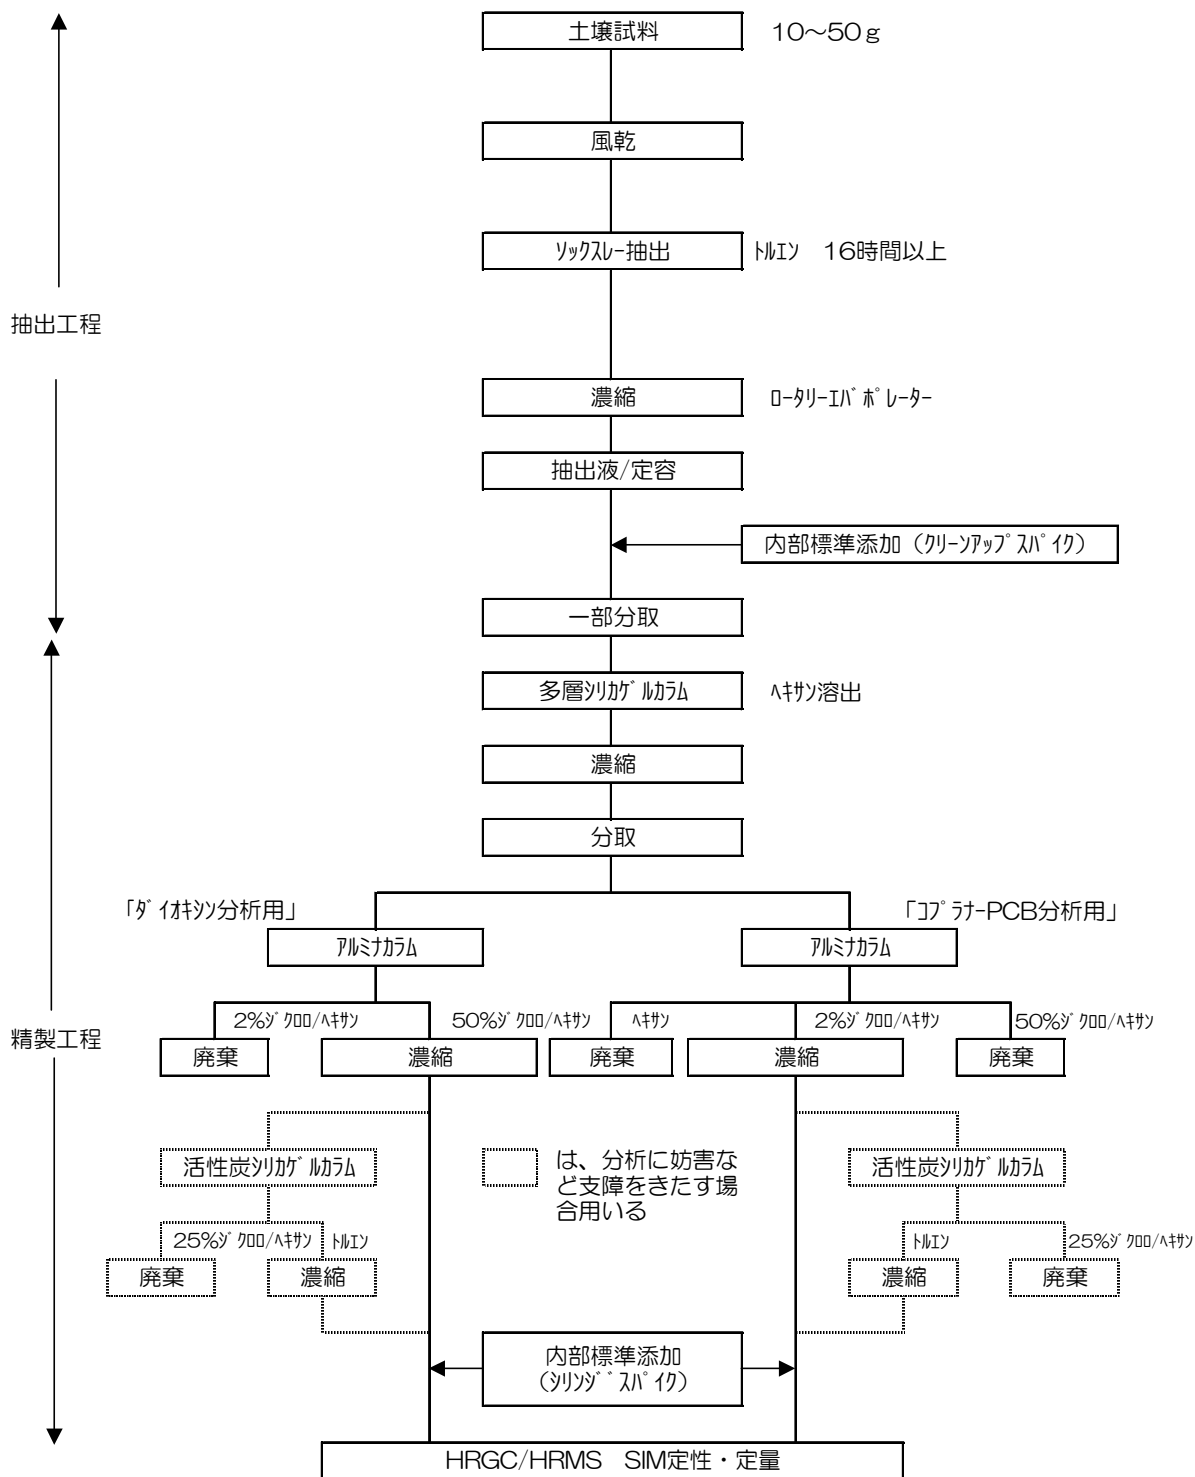 土壌試料
10～50ｇ
風乾
ｿｯｸｽﾚｰ抽出
ﾄﾙｴﾝ　16時間以上
抽出工程
濃縮
ﾛｰﾀﾘｰｴﾊﾞﾎﾟﾚｰﾀｰ
抽出液/定容
内部標準添加（ｸﾘｰﾝｱｯﾌﾟｽﾊﾟｲｸ）
一部分取
多層ｼﾘｶｹﾞﾙｶﾗﾑ
ﾍｷｻﾝ溶出
濃縮
分取
「ﾀﾞｲｵｷｼﾝ分析用」
「ｺﾌﾟﾗﾅｰPCB分析用」
ｱﾙﾐﾅｶﾗﾑ
ｱﾙﾐﾅｶﾗﾑ
2%ｼﾞｸﾛﾛ/ﾍｷｻﾝ
50%ｼﾞｸﾛﾛ/ﾍｷｻﾝ
ﾍｷｻﾝ
2%ｼﾞｸﾛﾛ/ﾍｷｻﾝ
50%ｼﾞｸﾛﾛ/ﾍｷｻﾝ
精製工程
廃棄
濃縮
廃棄
濃縮
廃棄
活性炭ｼﾘｶｹﾞﾙｶﾗﾑ
は、分析に妨害な
ど支障をきたす場
合用いる
活性炭ｼﾘｶｹﾞﾙｶﾗﾑ
25%ｼﾞｸﾛﾛ/ﾍｷｻﾝ
ﾄﾙｴﾝ
ﾄﾙｴﾝ
25%ｼﾞｸﾛﾛ/ﾍｷｻﾝ
廃棄
濃縮
濃縮
廃棄
内部標準添加
（ｼﾘﾝｼﾞﾞｽﾊﾟｲｸ）
HRGC/HRMS　SIM定性・定量